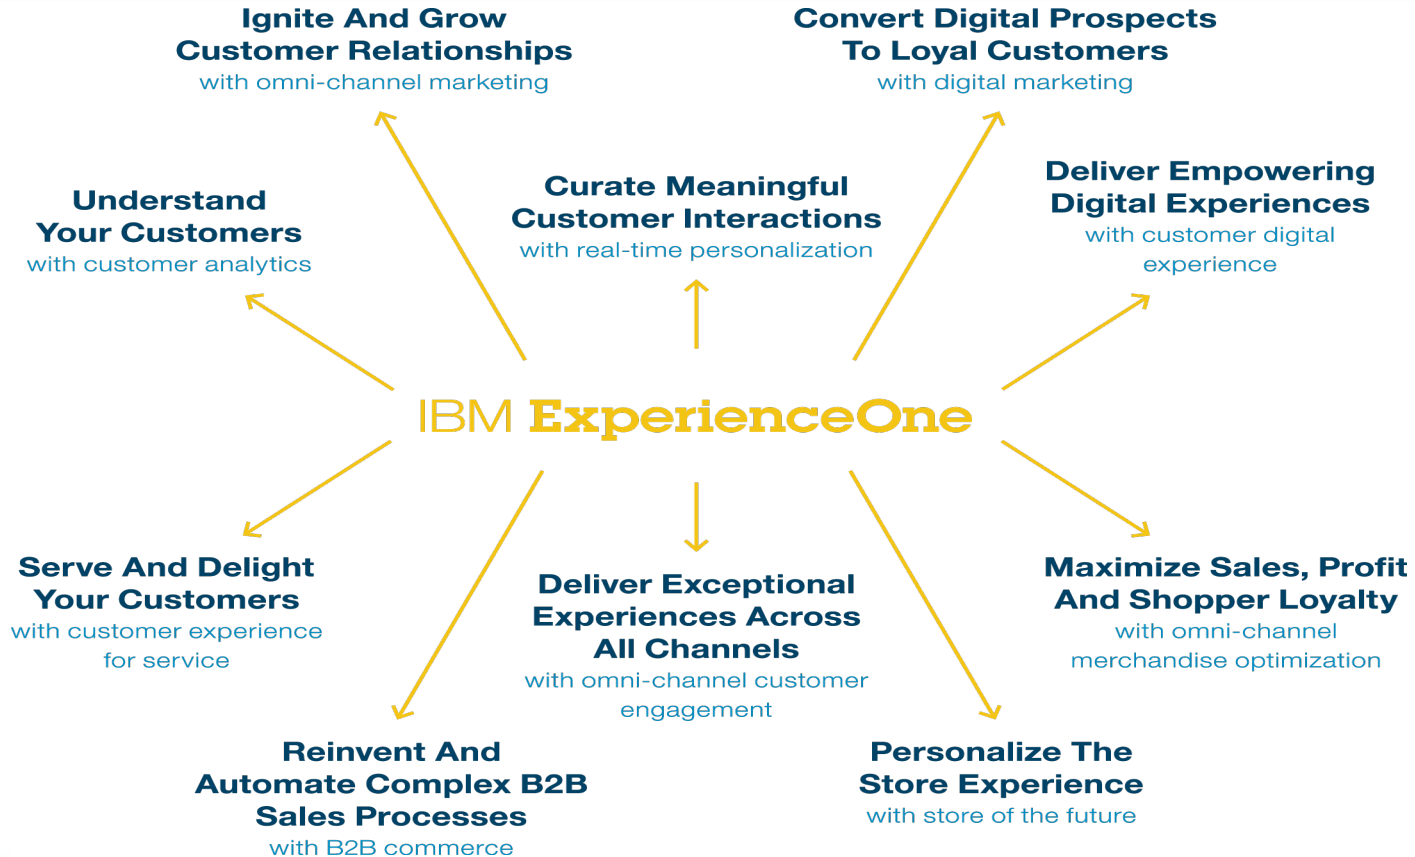 Ignite And Grow
Customer Relationships
with omni-channel marketing
Convert Digital Prospects
To Loyal Customers
with digital marketing
Understand
Your Customers
with customer analytics
Curate Meaningful
Customer Interactions
with real-time personalization
Deliver Empowering
Digital Experiences
with customer digital
experience
IBM ExperienceOne
Serve And Delight
Your Customers
with customer experience
for service
Deliver Exceptional
Experiences Across
All Channels
with omni-channel customer
engagement
Maximize Sales, Profit
And Shopper Loyalty
with omni-channel
merchandise optimization
Reinvent And
Automate Complex B2B
Sales Processes
with B2B commerce
Personalize The
Store Experience
with store of the future